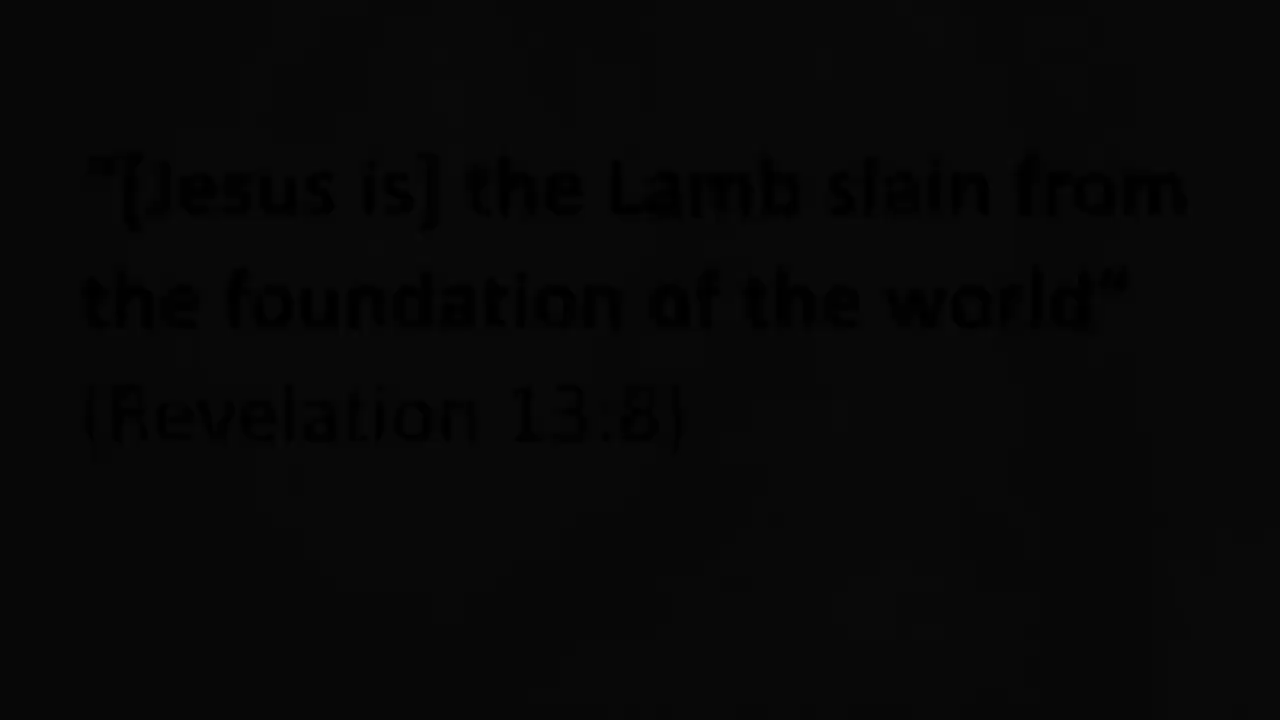 "[Jesus is] the Lamb slain from
the foundation of the world"
(Revelation 13:8)